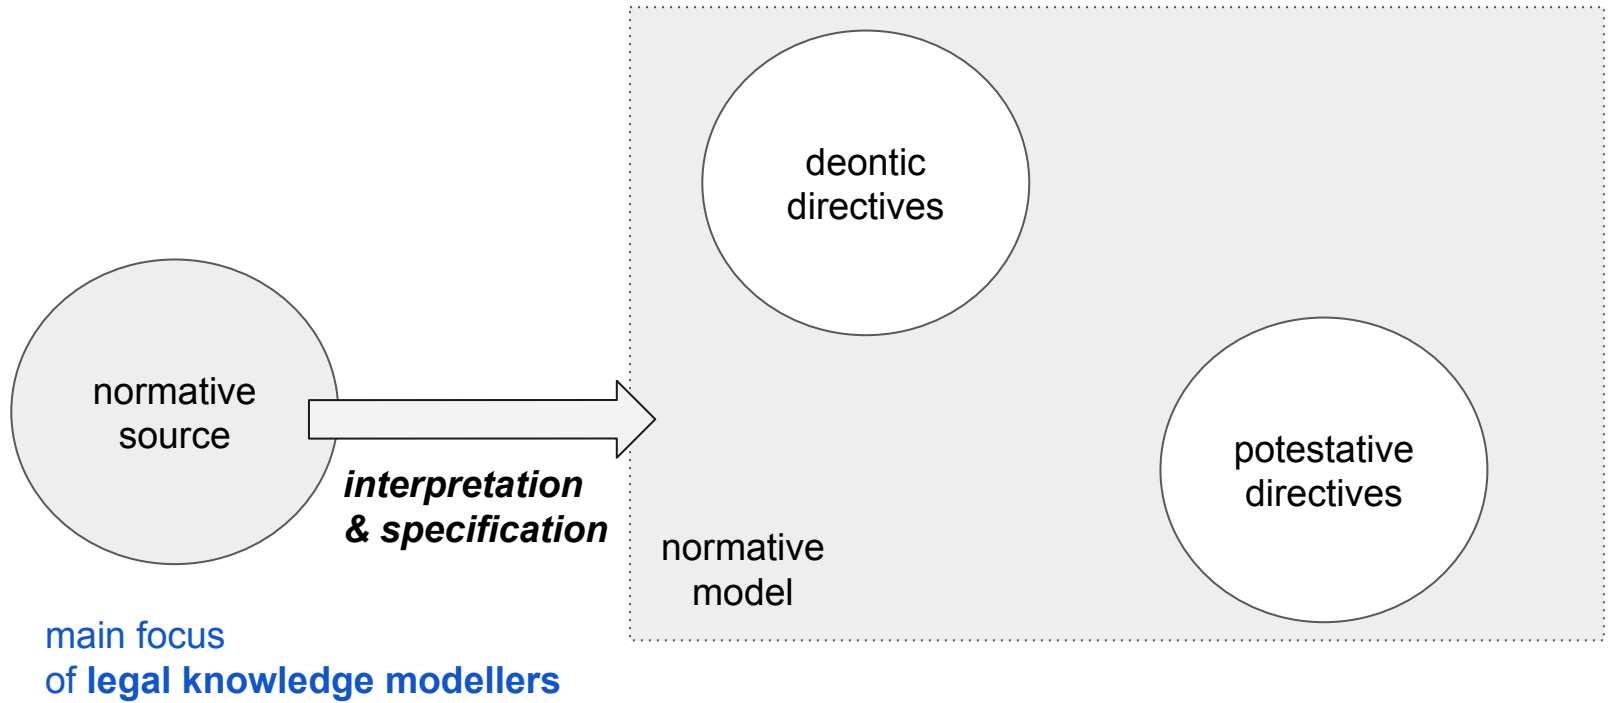 deontic
directives
normative
source
potestative
directives
interpretation
& specification
normative
model
main focus
of legal knowledge modellers